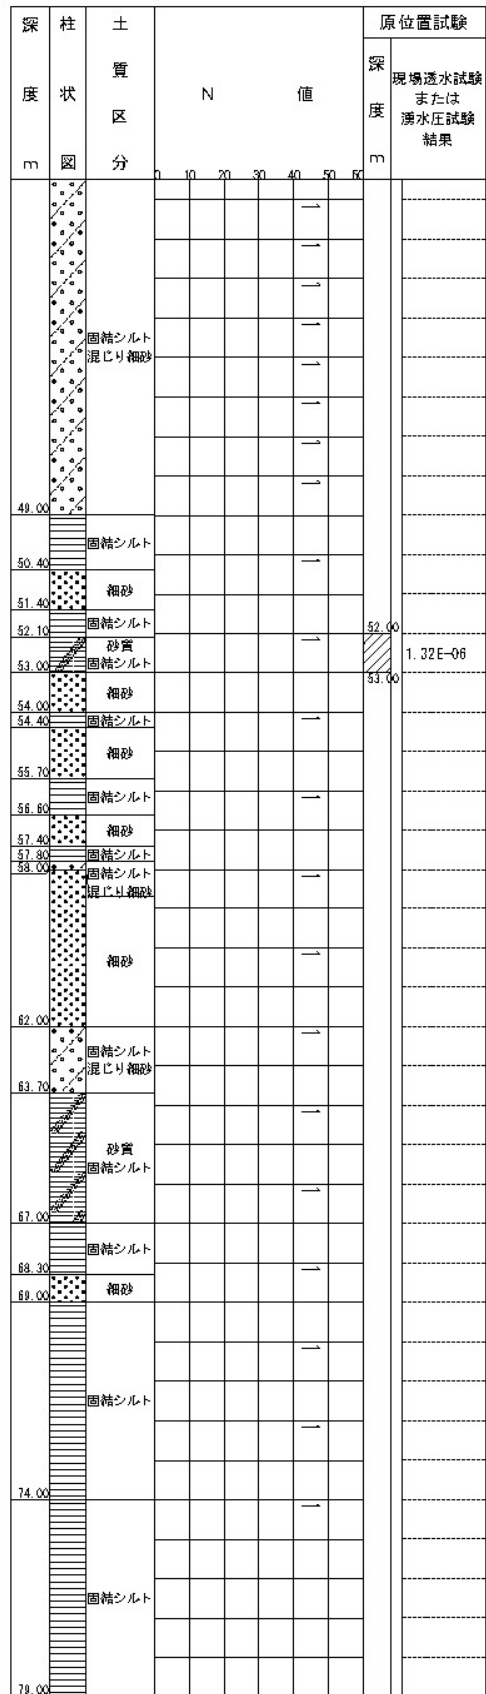 深度 m
柱状図
土質区分
N 値
0 10 20 30 40 50 60
原位置試験
深度 m
現場透水試験
または
湧水圧試験
結果
固結シルト
混じり細砂
49.00
固結シルト
50.40
細砂
51.40
固結シルト
52.10
52.00
砂質
固結シルト
1.32E-06
53.00
53.00
細砂
54.00
固結シルト
54.40
細砂
55.70
固結シルト
56.60
細砂
57.40
固結シルト
57.80
58.00
固結シルト
混じり細砂
細砂
62.00
固結シルト
混じり細砂
63.70
砂質
固結シルト
67.00
固結シルト
68.30
細砂
69.00
固結シルト
74.00
固結シルト
79.00